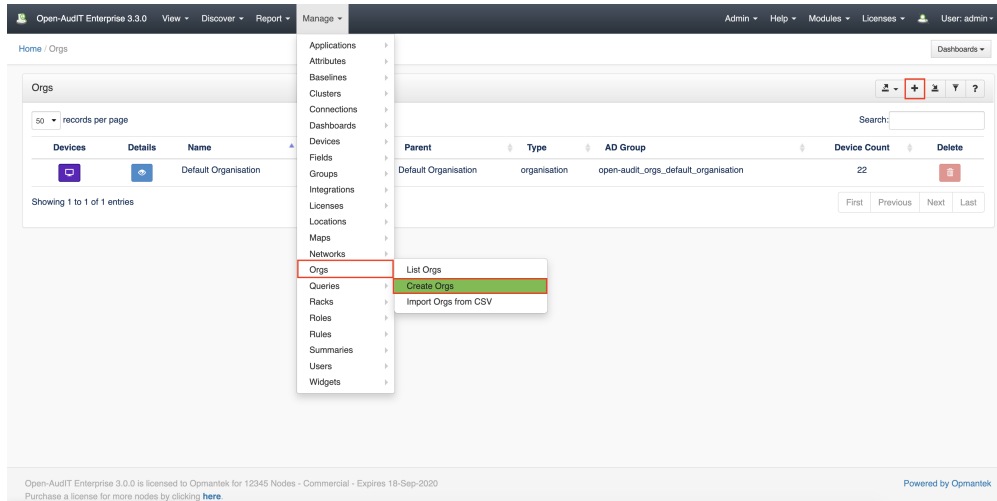 Open-AudIT Enterprise 3.3.0 View Discover Report Manage Admin Help Modules Licenses User: admin
Home / Orgs
Dashboards
Orgs
50 records per page
Search:
Devices Details Name Parent Type AD Group Device Count Delete
Default Organisation Default Organisation organisation open-audit_orgs_default_organisation 22
Showing 1 to 1 of 1 entries
First Previous Next Last
Applications
Attributes
Baselines
Clusters
Connections
Dashboards
Devices
Fields
Groups
Integrations
Licenses
Locations
Maps
Networks
Orgs
Queries
Racks
Roles
Rules
Summaries
Users
Widgets
List Orgs
Create Orgs
Import Orgs from CSV
Open-AudIT Enterprise 3.3.0 is licensed to Opmantek for 12345 Nodes - Commercial - Expires 18-Sep-2020
Purchase a license for more nodes by clicking here.
Powered by Opmantek